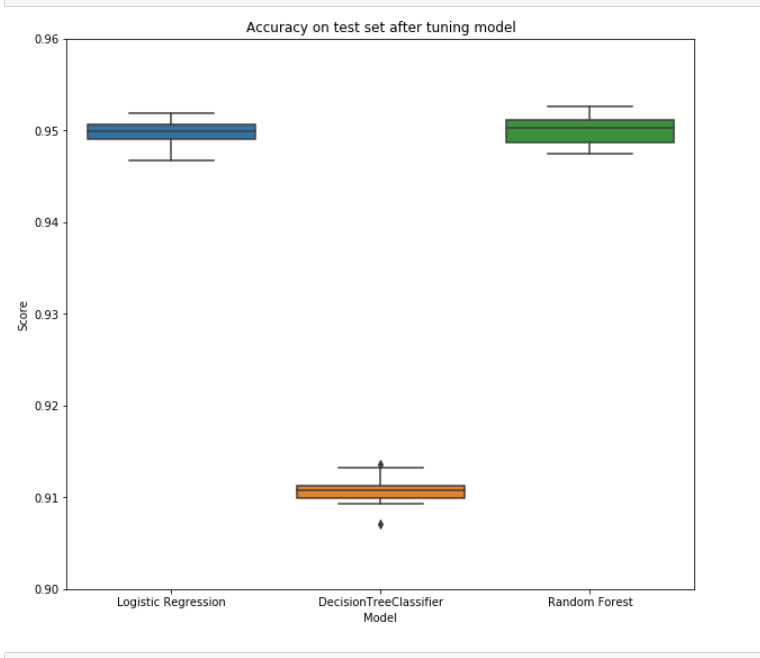 Accuracy on test set after tuning model
0.96
0.95
0.94
0.93
0.92
0.91
0.90
Score
Logistic Regression DecisionTreeClassifier Random Forest
Model